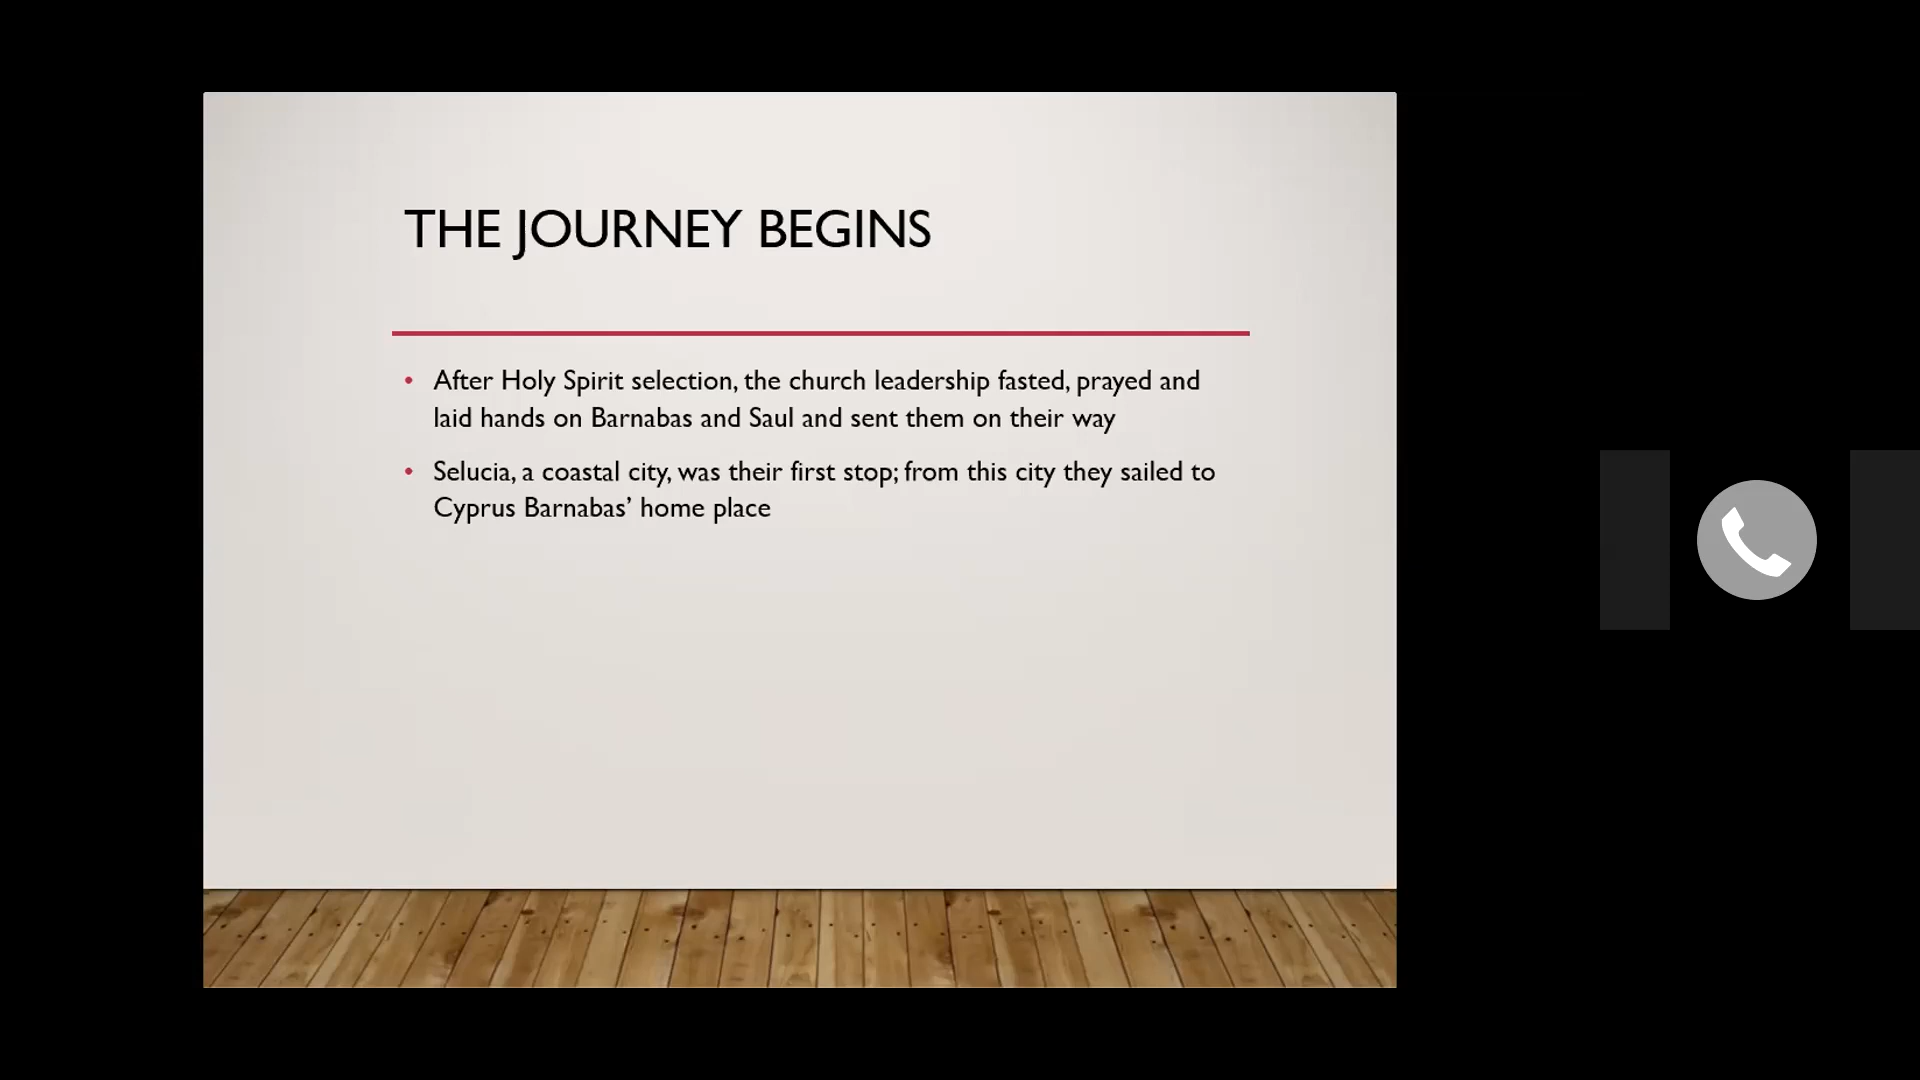 THE JOURNEY BEGINS
• After Holy Spirit selection, the church leadership fasted, prayed and
laid hands on Barnabas and Saul and sent them on their way
• Selucia, a coastal city, was their first stop; from this city they sailed to
Cyprus Barnabas’ home place